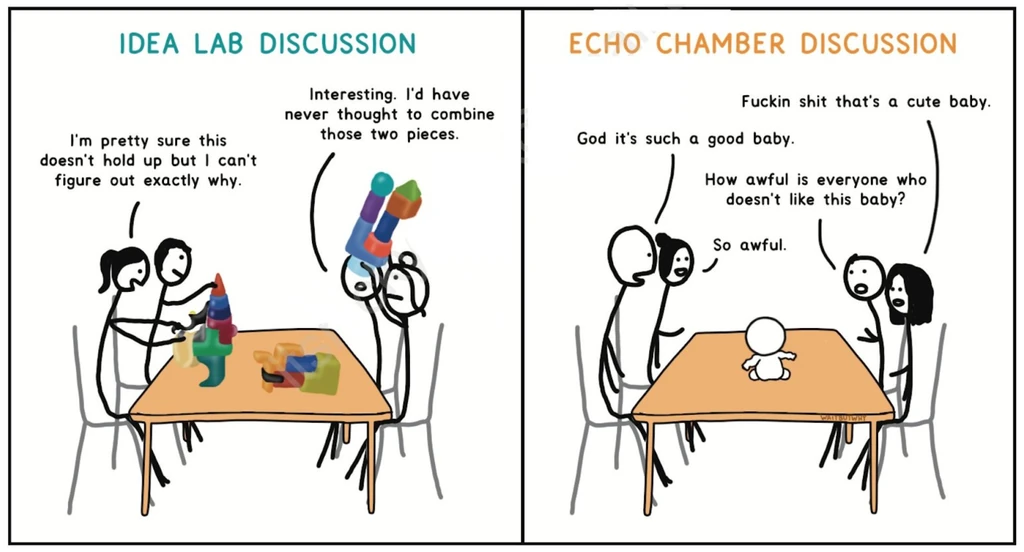 IDEA LAB DISCUSSION
Interesting. I'd have
never thought to combine
those two pieces.
I'm pretty sure this
doesn't hold up but I can't
figure out exactly why.
ECHO CHAMBER DISCUSSION
Fuckin shit that's a cute baby.
God it's such a good baby.
How awful is everyone who
doesn't like this baby?
So awful.
WAITBUTWHY